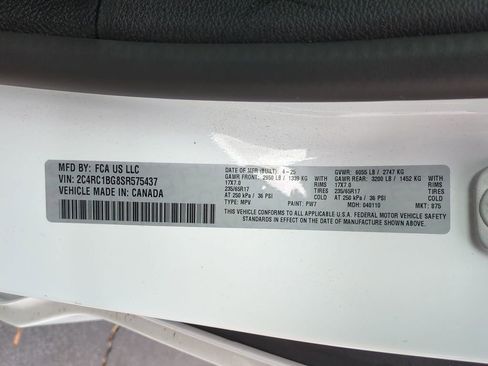 MFD BY: FCA US LLC
VIN: 2C4RC1BG8SR575437
VEHICLE MADE IN: CANADA
DATE OF MFR (BUILT): 4-25
GAWR FRONT: 2950 LB / 1339 KG WITH
17X7.0 RIMS
235/65R17 TIRES
AT 250 kPa / 36 PSI COLD
TYPE: MPV PAINT: PW7
GVWR: 6055 LB / 2747 KG
GAWR REAR: 3200 LB / 1452 KG WITH
17X7.0 RIMS
235/65R17 TIRES
AT 250 kPa / 36 PSI COLD
MDH: 040110 MKT: 875
THIS VEHICLE CONFORMS TO ALL APPLICABLE U.S.A. FEDERAL MOTOR VEHICLE SAFETY
STANDARDS IN EFFECT ON THE DATE OF MANUFACTURE SHOWN ABOVE.